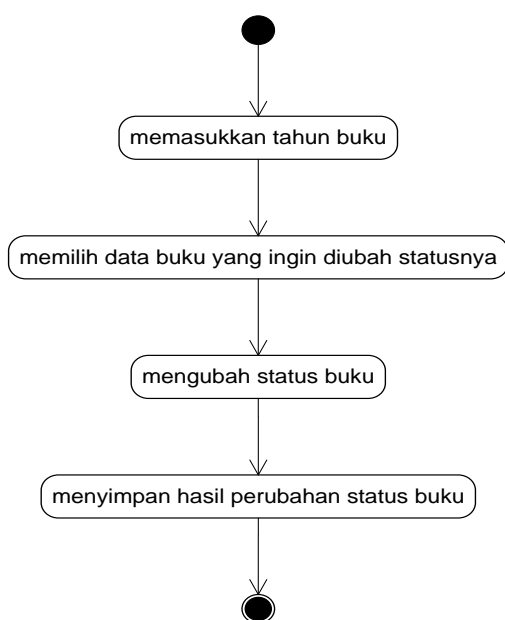 memasukkan tahun buku
memilih data buku yang ingin diubah statusnya
mengubah status buku
menyimpan hasil perubahan status buku